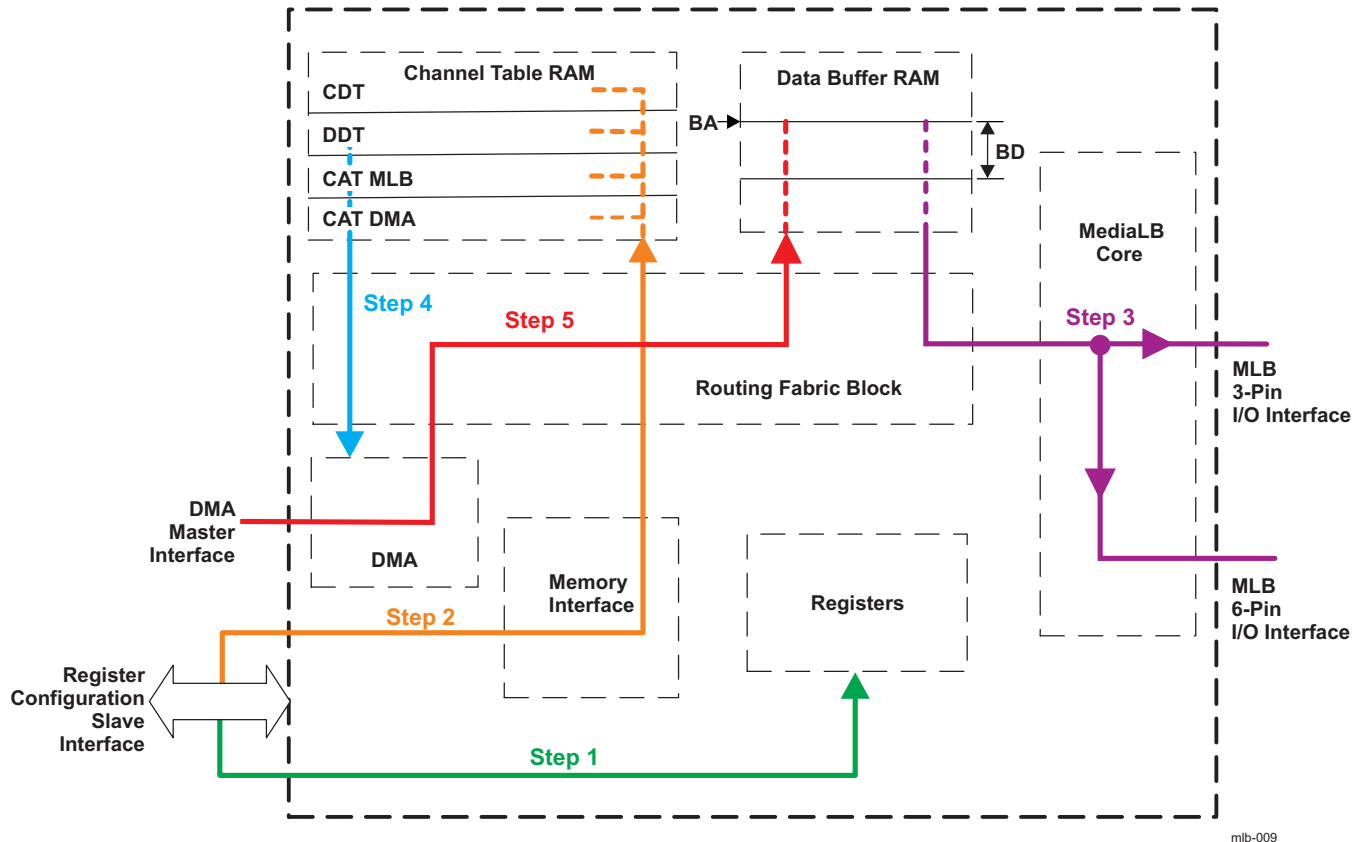 Channel Table RAM
CDT
DDT
CAT MLB
CAT DMA
Data Buffer RAM
BA
BD
MediaLB
Core
Step 4
Step 5
Step 3
Routing Fabric Block
MLB
3-Pin
I/O Interface
DMA
Master
Interface
DMA
Memory
Interface
Registers
MLB
6-Pin
I/O Interface
Step 2
Register
Configuration
Slave
Interface
Step 1
mlb-009